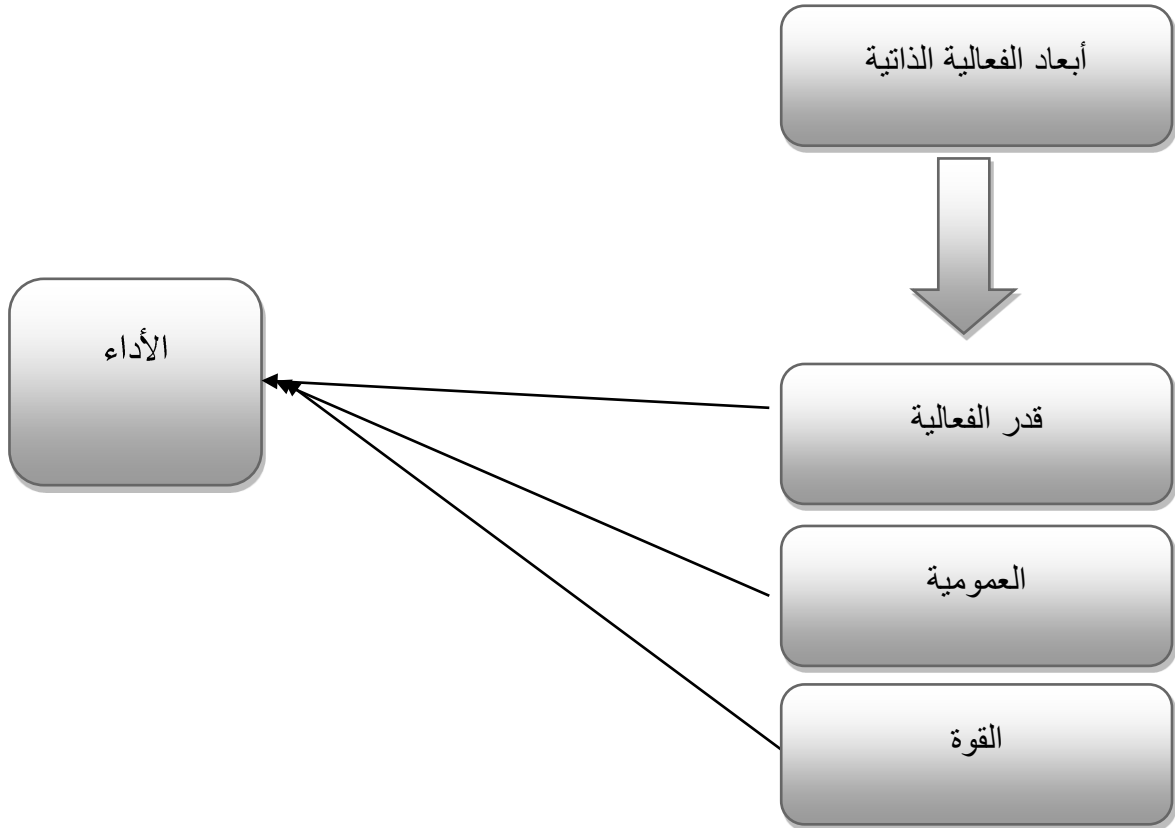 أبعاد الفعالية الذاتية
الأداء
قدر الفعالية
العمومية
القوة